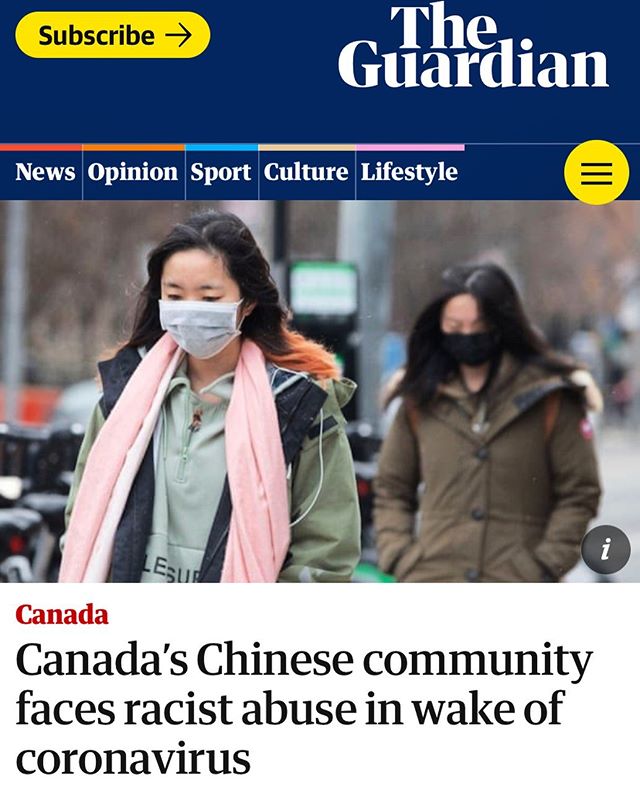 Subscribe →
The
Guardian
News Opinion Sport Culture Lifestyle
LESUR
i
Canada
Canada's Chinese community
faces racist abuse in wake of
coronavirus